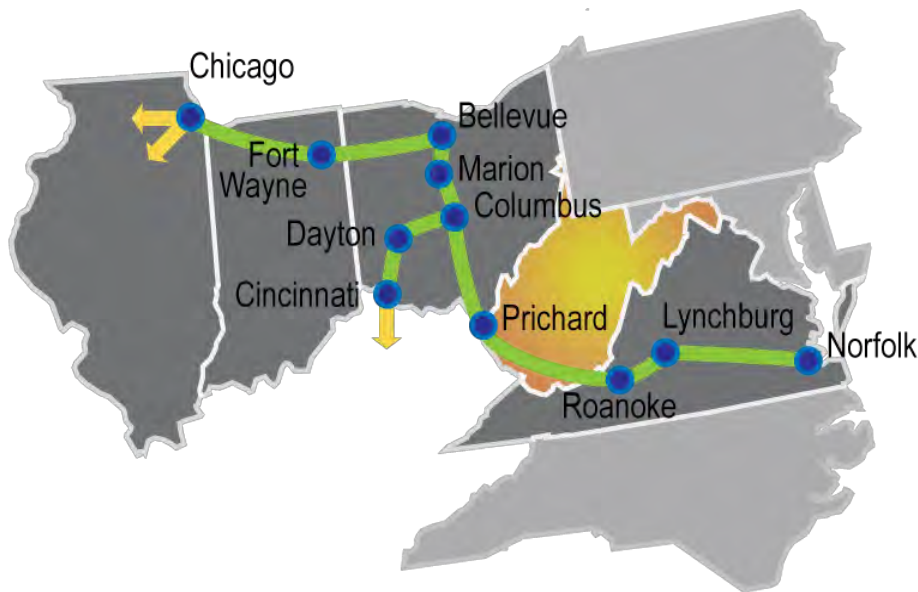 Chicago
Bellevue
Fort
Wayne
Marion
Columbus
Dayton
Cincinnati
Prichard
Lynchburg
Norfolk
Roanoke